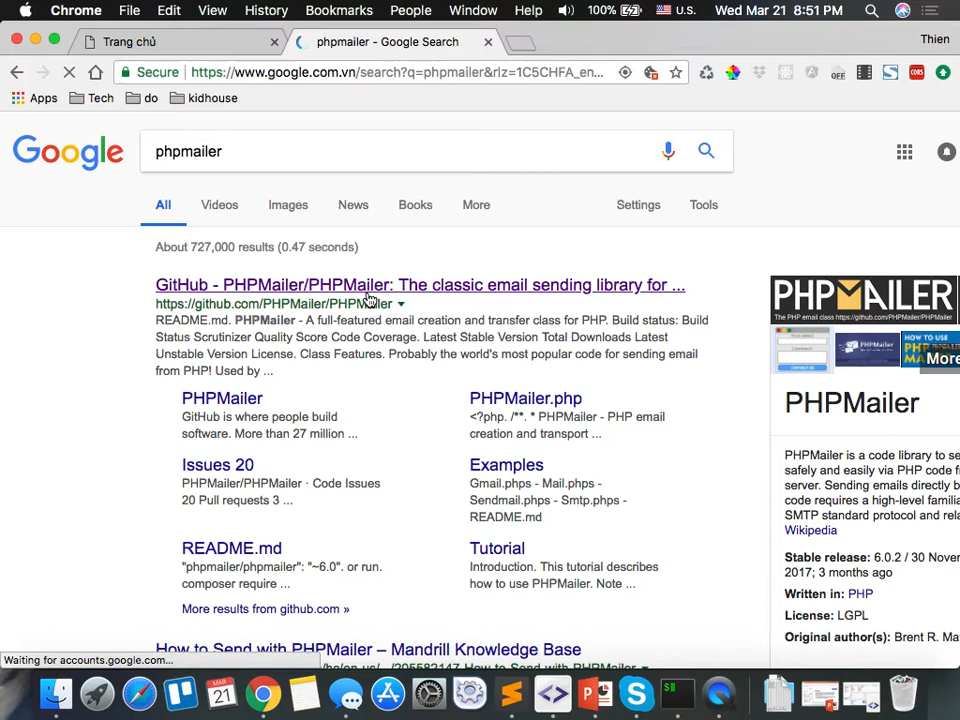 Chrome File Edit View History Bookmarks People Window Help 100% U.S. Wed Mar 21 8:51 PM
Trang chủ phpmailer - Google Search Thien
Secure https://www.google.com.vn/search?q=phpmailer&rlz=1C5CHFA_en... OFF CORS
Apps Tech do kidhouse
Google phpmailer
All Videos Images News Books More Settings Tools
About 727,000 results (0.47 seconds)
GitHub - PHPMailer/PHPMailer: The classic email sending library for ...
https://github.com/PHPMailer/PHPMailer
README.md. PHPMailer - A full-featured email creation and transfer class for PHP. Build status: Build
Status Scrutinizer Quality Score Code Coverage. Latest Stable Version Total Downloads Latest
Unstable Version License. Class Features. Probably the world's most popular code for sending email
from PHP! Used by ...
PHPMailer
GitHub is where people build
software. More than 27 million ...
PHPMailer.php
<?php. /**. * PHPMailer - PHP email
creation and transport ...
Issues 20
PHPMailer/PHPMailer · Code Issues
20 Pull requests 3 ...
Examples
Gmail.phps - Mail.phps -
Sendmail.phps - Smtp.phps -
README.md
README.md
"phpmailer/phpmailer": "~6.0". or run.
composer require ...
Tutorial
Introduction. This tutorial describes
how to use PHPMailer. Note ...
More results from github.com »
How to Send with PHPMailer – Mandrill Knowledge Base
PHPMAILER
The PHP email class https://github.com/PHPMailer/PHPMailer
HOW TO USE
More
PHPMailer
PHPMailer is a code library to se
safely and easily via PHP code f
server. Sending emails directly b
code requires a high-level familia
SMTP standard protocol and rela
Wikipedia
Stable release: 6.0.2 / 30 Nover
2017; 3 months ago
Written in: PHP
License: LGPL
Original author(s): Brent R. Ma
Waiting for accounts.google.com...
MAR
21